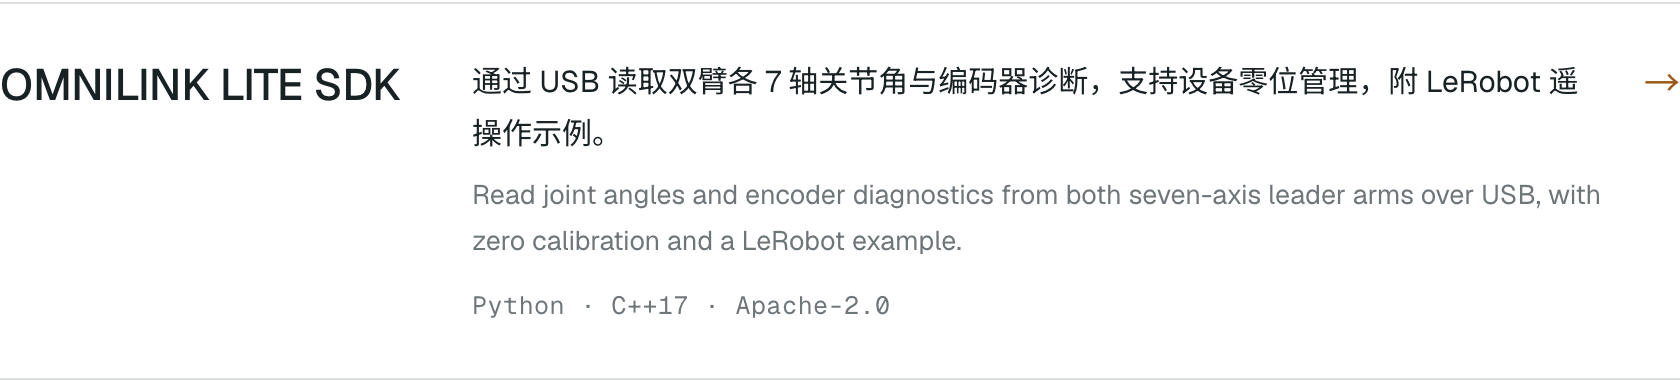 OMNILINK LITE SDK
通过 USB 读取双臂各 7 轴关节角与编码器诊断，支持设备零位管理，附 LeRobot 遥
操作示例。
→
Read joint angles and encoder diagnostics from both seven-axis leader arms over USB, with
zero calibration and a LeRobot example.
Python · C++17 · Apache-2.0